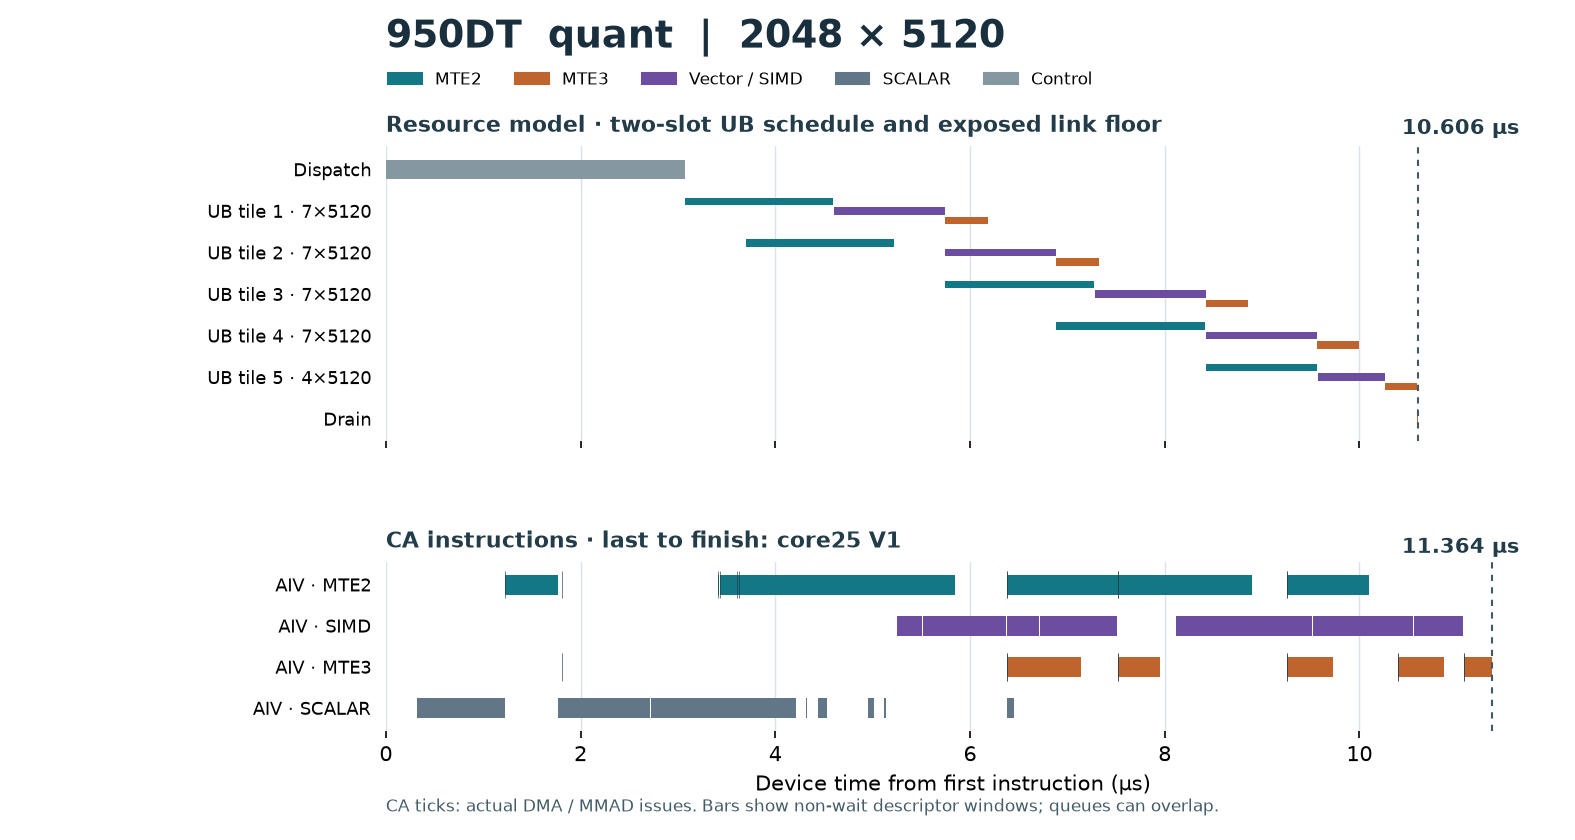 950DT  quant  |  2048 × 5120
MTE2 MTE3 Vector / SIMD SCALAR Control
Resource model · two-slot UB schedule and exposed link floor
10.606 µs
Dispatch
UB tile 1 · 7×5120
UB tile 2 · 7×5120
UB tile 3 · 7×5120
UB tile 4 · 7×5120
UB tile 5 · 4×5120
Drain
CA instructions · last to finish: core25 V1
11.364 µs
AIV · MTE2
AIV · SIMD
AIV · MTE3
AIV · SCALAR
0 2 4 6 8 10
Device time from first instruction (µs)
CA ticks: actual DMA / MMAD issues. Bars show non-wait descriptor windows; queues can overlap.